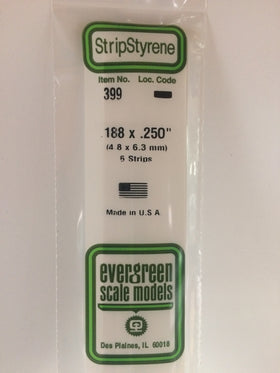 StripStyrene
Item No. Loc. Code
399
.188 x .250"
(4.8 x 6.3 mm)
6 Strips
Made in U.S.A
evergreen
scale models
Des Plaines, IL 60018